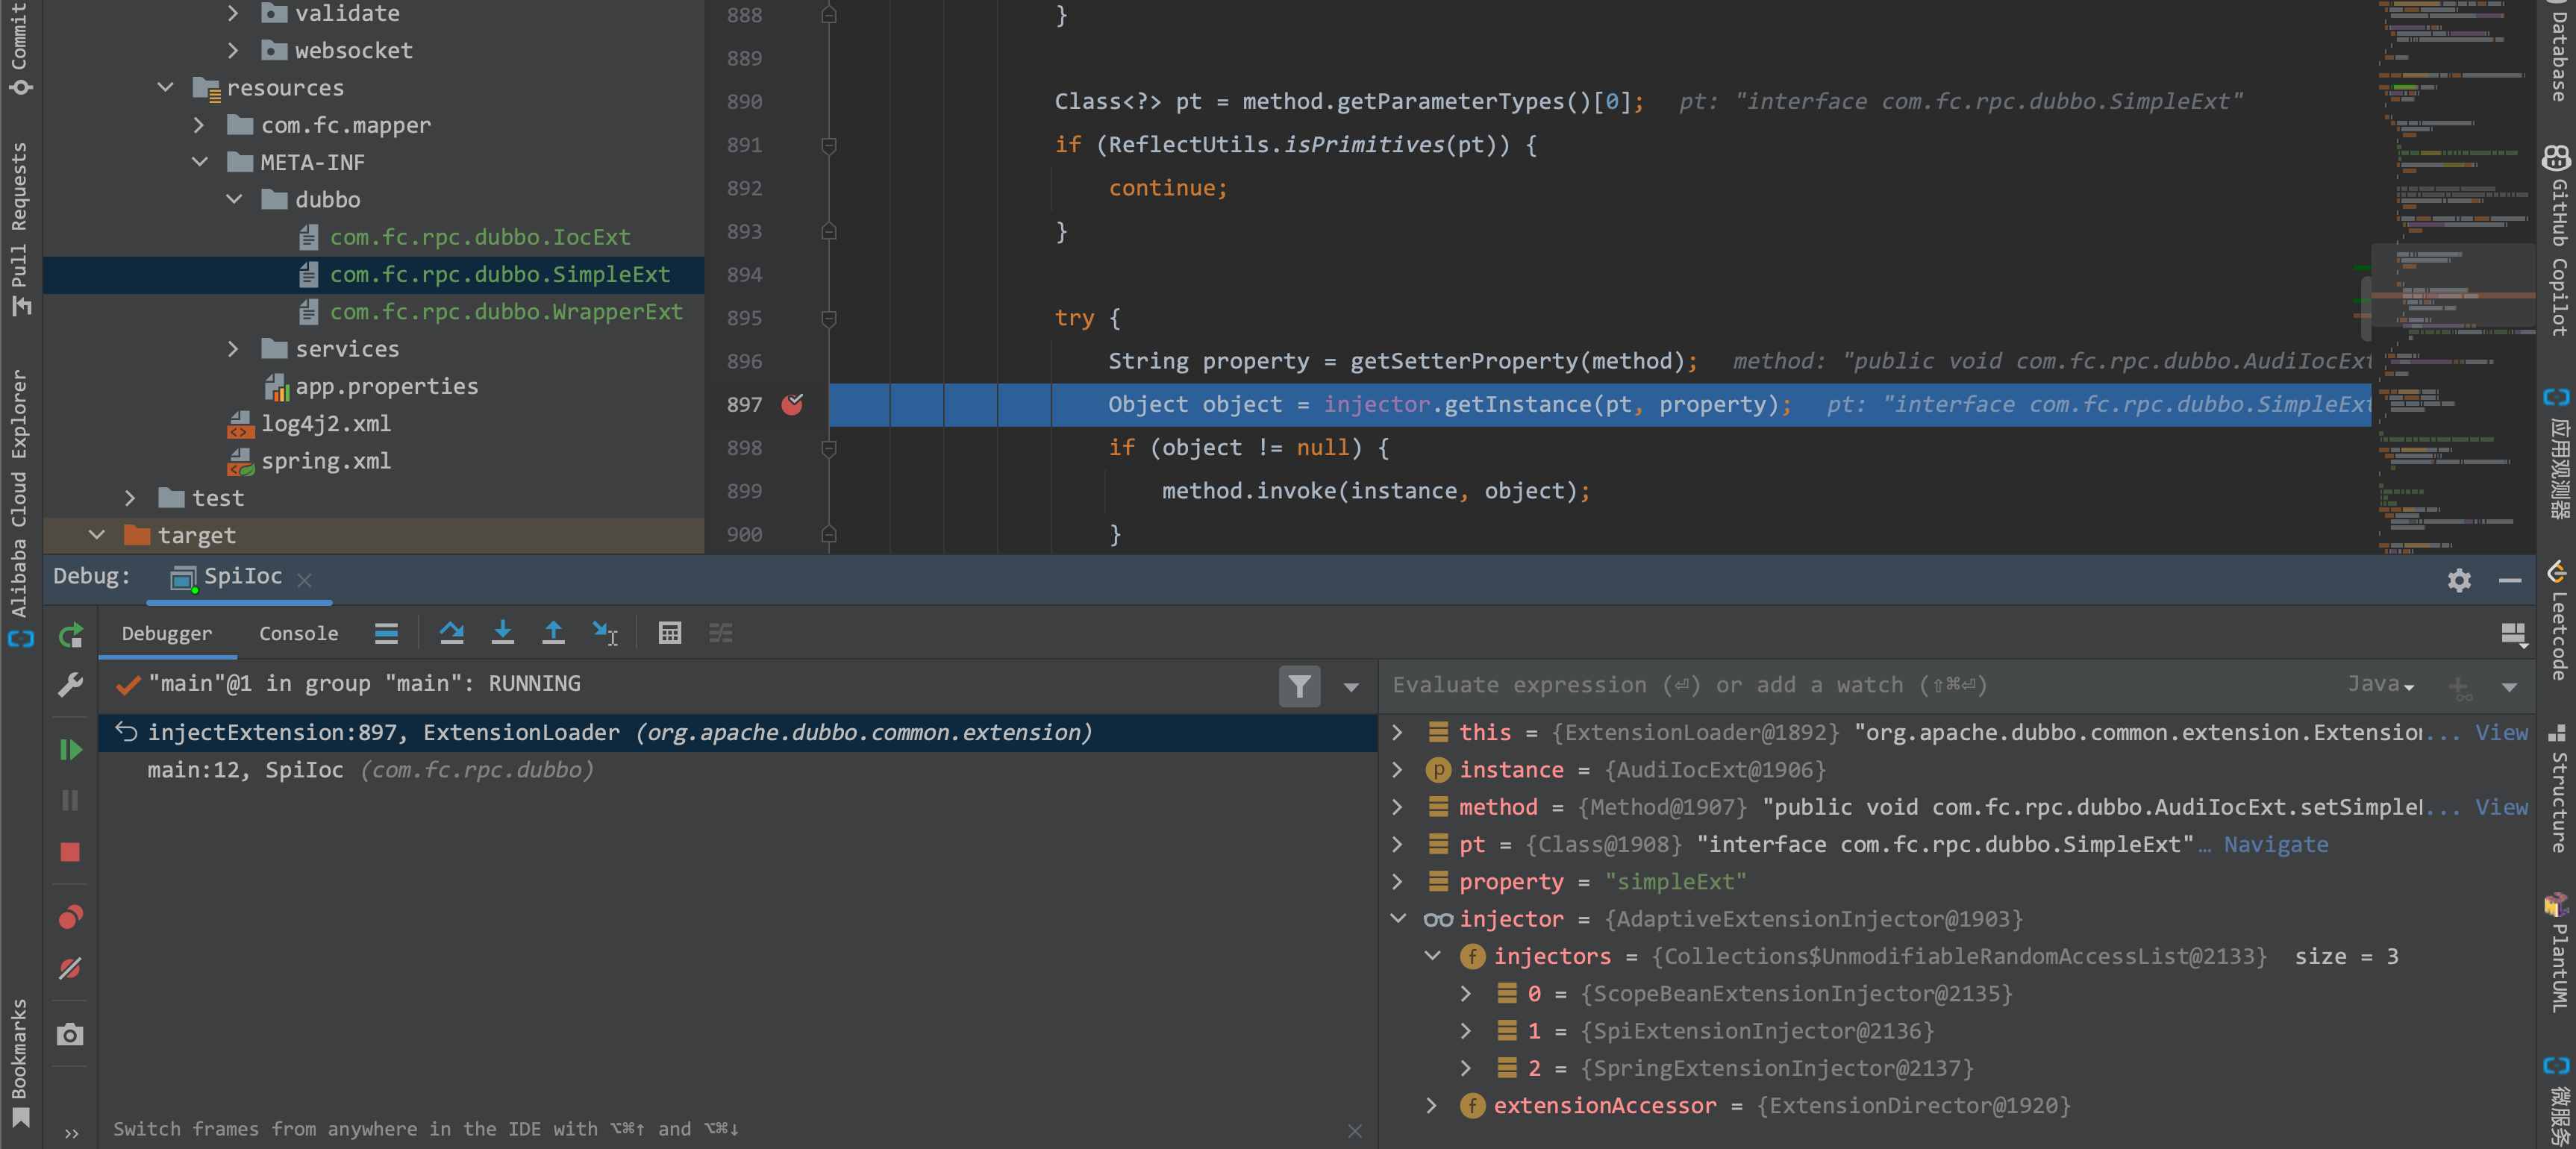 Commit
Pull Requests
Alibaba Cloud Explorer
Bookmarks
validate
websocket
resources
com.fc.mapper
META-INF
dubbo
com.fc.rpc.dubbo.IocExt
com.fc.rpc.dubbo.SimpleExt
com.fc.rpc.dubbo.WrapperExt
services
app.properties
log4j2.xml
spring.xml
test
target
888 }
889
890 Class<?> pt = method.getParameterTypes()[0]; pt: "interface com.fc.rpc.dubbo.SimpleExt"
891 if (ReflectUtils.isPrimitives(pt)) {
892 continue;
893 }
894
895 try {
896 String property = getSetterProperty(method); method: "public void com.fc.rpc.dubbo.AudiIocExt
897 Object object = injector.getInstance(pt, property); pt: "interface com.fc.rpc.dubbo.SimpleExt
898 if (object != null) {
899 method.invoke(instance, object);
900 }
Database
GitHub Copilot
应用观测器
Leetcode
Structure
PlantUML
微服务
Debug: SpiIoc
Debugger Console
"main"@1 in group "main": RUNNING
injectExtension:897, ExtensionLoader (org.apache.dubbo.common.extension)
main:12, SpiIoc (com.fc.rpc.dubbo)
Switch frames from anywhere in the IDE with ⌥⌘↑ and ⌥⌘↓
Evaluate expression (⏎) or add a watch (⇧⌘⏎) Java
this = {ExtensionLoader@1892} "org.apache.dubbo.common.extension.Extension... View
p instance = {AudiIocExt@1906}
method = {Method@1907} "public void com.fc.rpc.dubbo.AudiIocExt.setSimpleE... View
pt = {Class@1908} "interface com.fc.rpc.dubbo.SimpleExt"... Navigate
property = "simpleExt"
injector = {AdaptiveExtensionInjector@1903}
f injectors = {Collections$UnmodifiableRandomAccessList@2133} size = 3
0 = {ScopeBeanExtensionInjector@2135}
1 = {SpiExtensionInjector@2136}
2 = {SpringExtensionInjector@2137}
f extensionAccessor = {ExtensionDirector@1920}